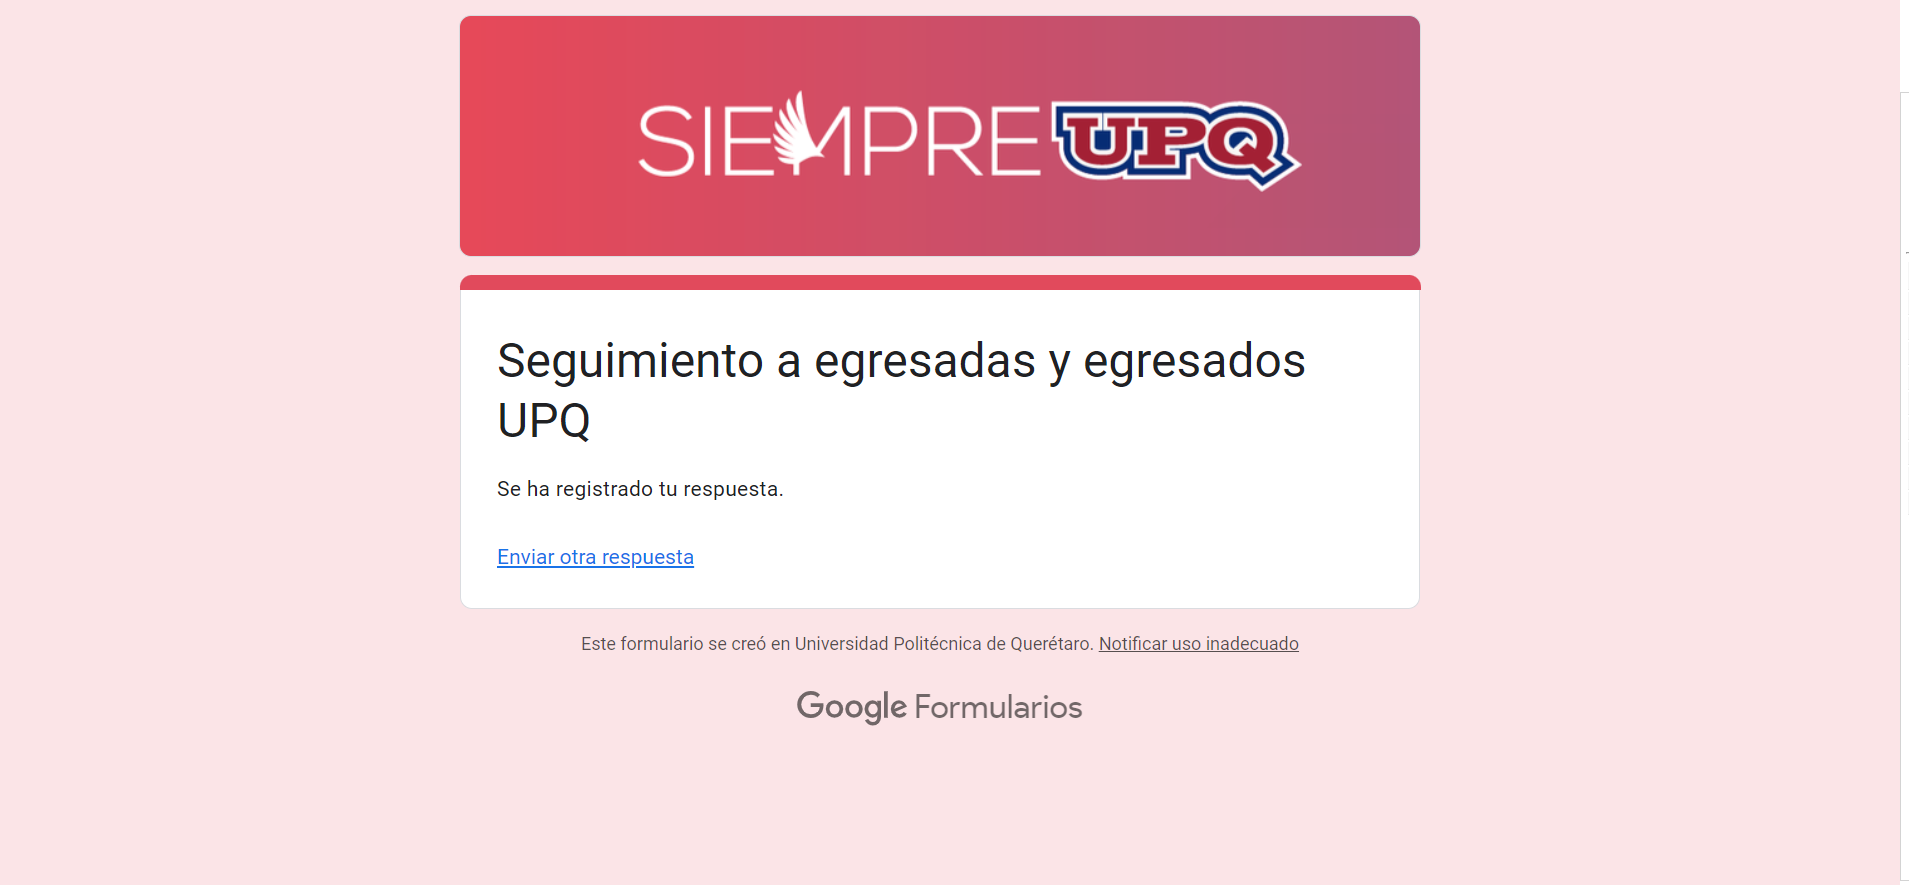 SIEMPRE UPQ
Seguimiento a egresadas y egresados
UPQ
Se ha registrado tu respuesta.
Enviar otra respuesta
Este formulario se creó en Universidad Politécnica de Querétaro. Notificar uso inadecuado
Google Formularios